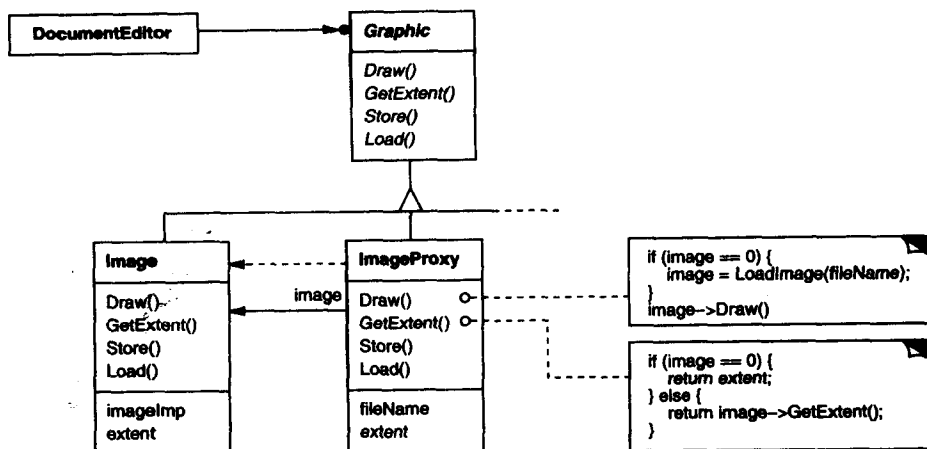 DocumentEditor
Graphic
Draw()
GetExtent()
Store()
Load()
Image
Draw()
GetExtent()
Store()
Load()
imageImp
extent
image
ImageProxy
Draw()
GetExtent()
Store()
Load()
fileName
extent
if (image == 0) {
image = LoadImage(fileName);
}
image->Draw()
if (image == 0) {
return extent;
} else {
return image->GetExtent();
}